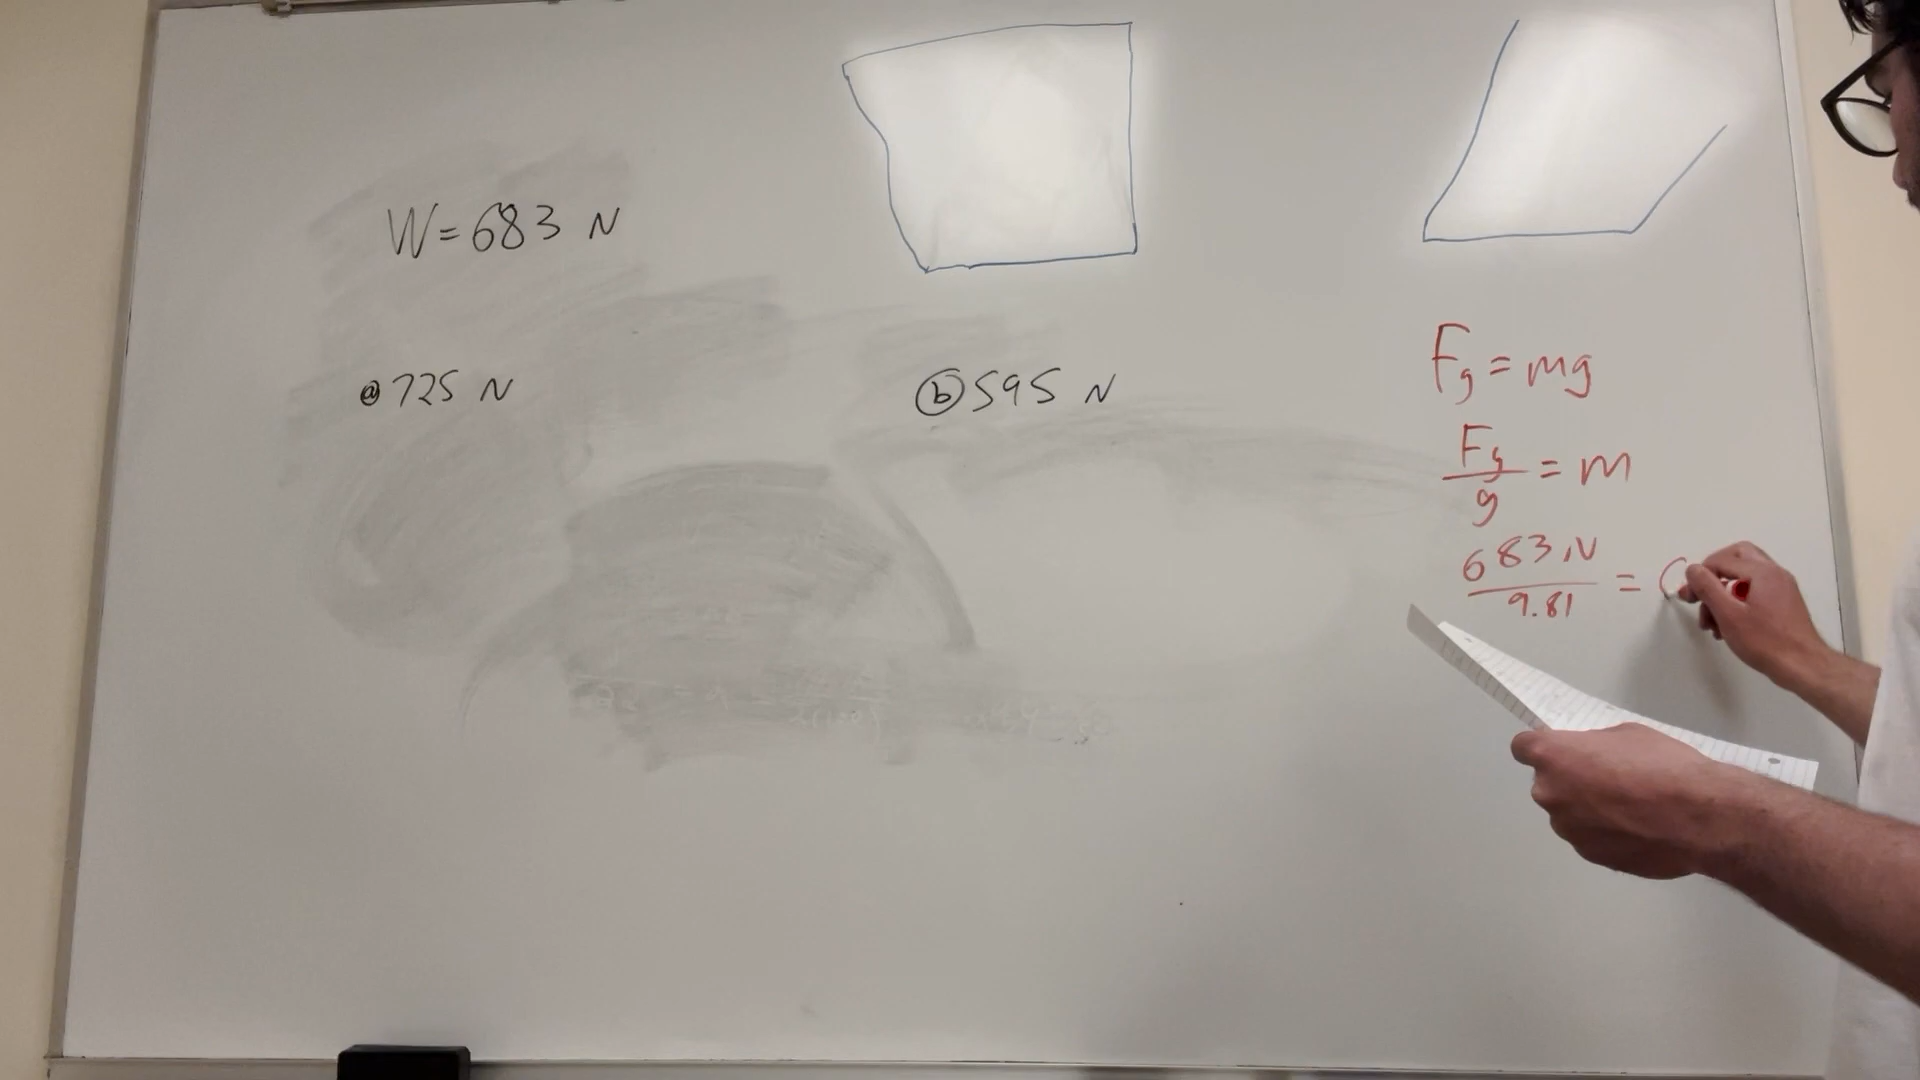 W=683 N
ⓐ 725 N
ⓑ 595 N
Fg = mg
Fg/g = m
683 N/9.81 =